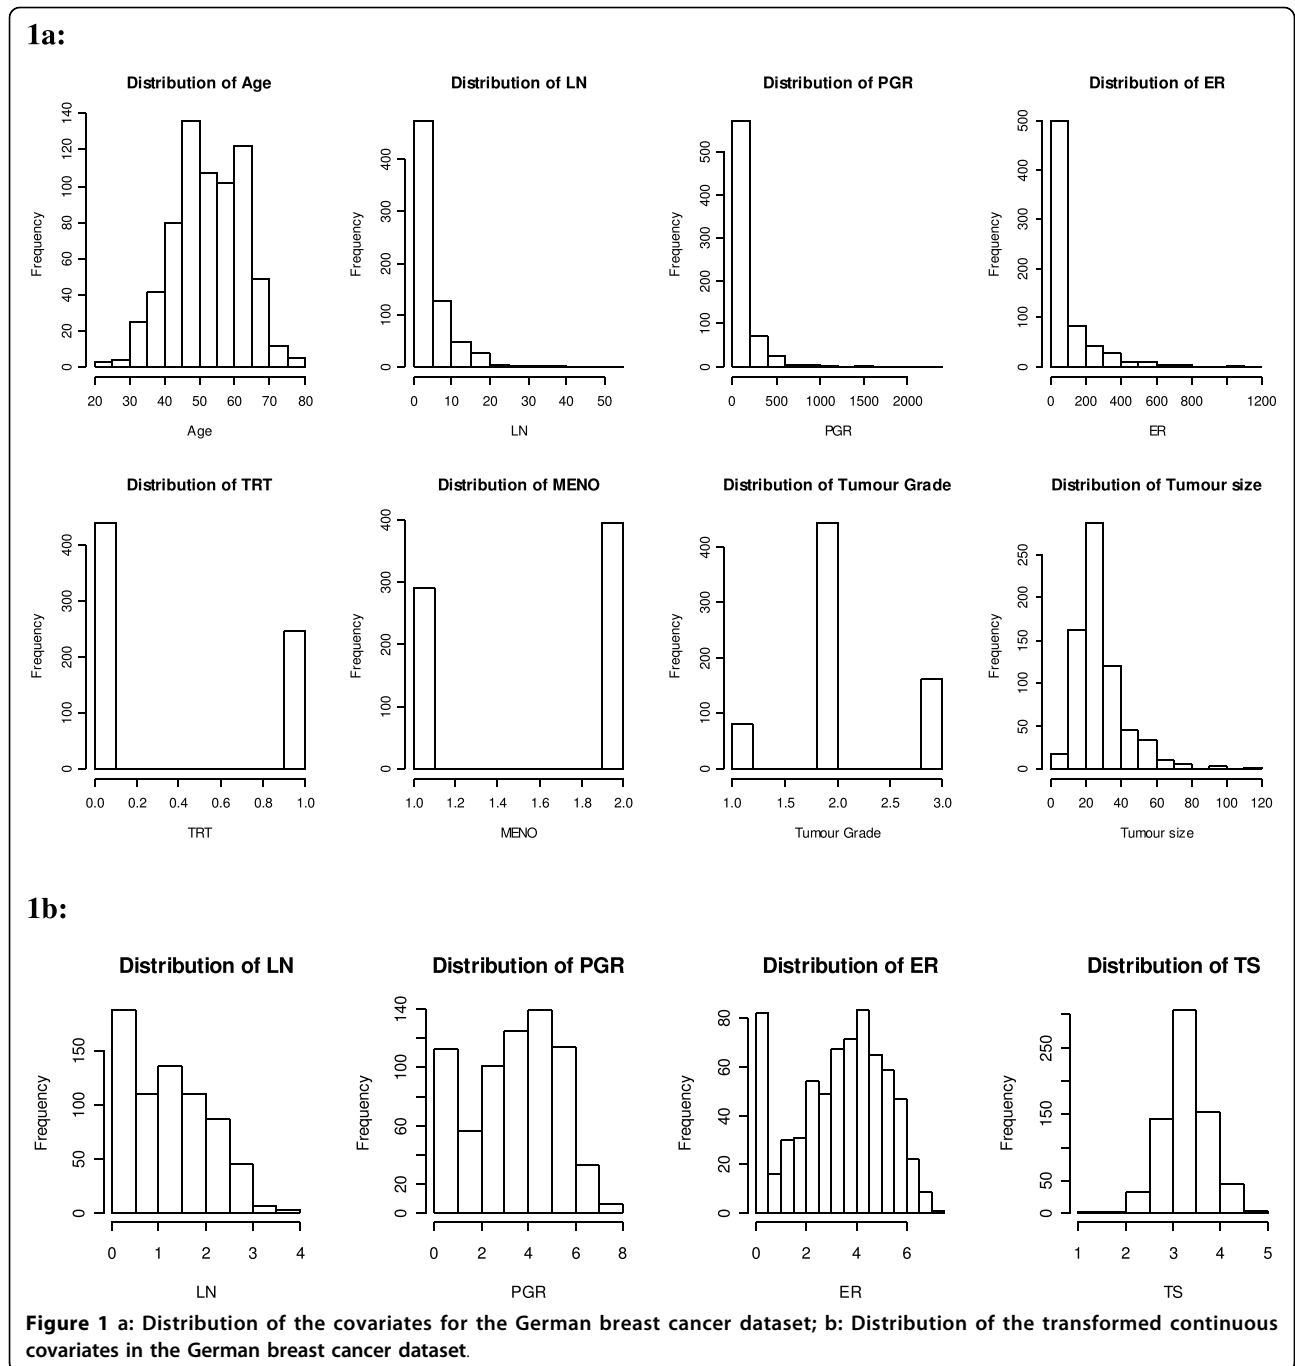 1a:
Distribution of Age
Frequency
0 20 40 60 80 100 120 140
20 30 40 50 60 70 80
Age
Distribution of LN
Frequency
0 100 200 300 400
0 10 20 30 40 50
LN
Distribution of PGR
Frequency
0 100 200 300 400 500
0 500 1000 1500 2000
PGR
Distribution of ER
Frequency
0 100 200 300 400 500
0 200 400 600 800 1200
ER
Distribution of TRT
Frequency
0 100 200 300 400
0.0 0.2 0.4 0.6 0.8 1.0
TRT
Distribution of MENO
Frequency
0 100 200 300 400
1.0 1.2 1.4 1.6 1.8 2.0
MENO
Distribution of Tumour Grade
Frequency
0 100 200 300 400
1.0 1.5 2.0 2.5 3.0
Tumour Grade
Distribution of Tumour size
Frequency
0 50 100 150 200 250
0 20 40 60 80 100 120
Tumour size
1b:
Distribution of LN
Frequency
0 50 100 150
0 1 2 3 4
LN
Distribution of PGR
Frequency
0 20 60 100 140
0 2 4 6 8
PGR
Distribution of ER
Frequency
0 20 40 60 80
0 2 4 6
ER
Distribution of TS
Frequency
0 50 150 250
1 2 3 4 5
TS
Figure 1 a: Distribution of the covariates for the German breast cancer dataset; b: Distribution of the transformed continuous
covariates in the German breast cancer dataset.